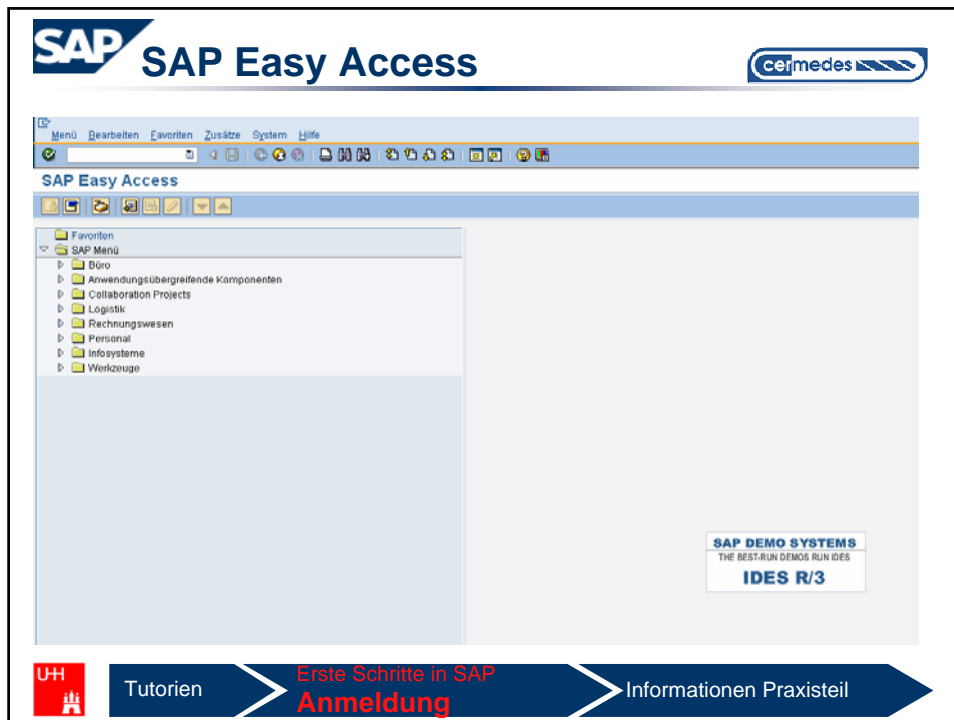 SAP
SAP Easy Access
cermedes
Menü Bearbeiten Favoriten Zusätze System Hilfe
SAP Easy Access
Favoriten
SAP Menü
Büro
Anwendungsübergreifende Komponenten
Collaboration Projects
Logistik
Rechnungswesen
Personal
Infosysteme
Werkzeuge
SAP DEMO SYSTEMS
THE BEST-RUN DEMOS RUN IDES
IDES R/3
UHH
Tutorien
Erste Schritte in SAP
Anmeldung
Informationen Praxisteil